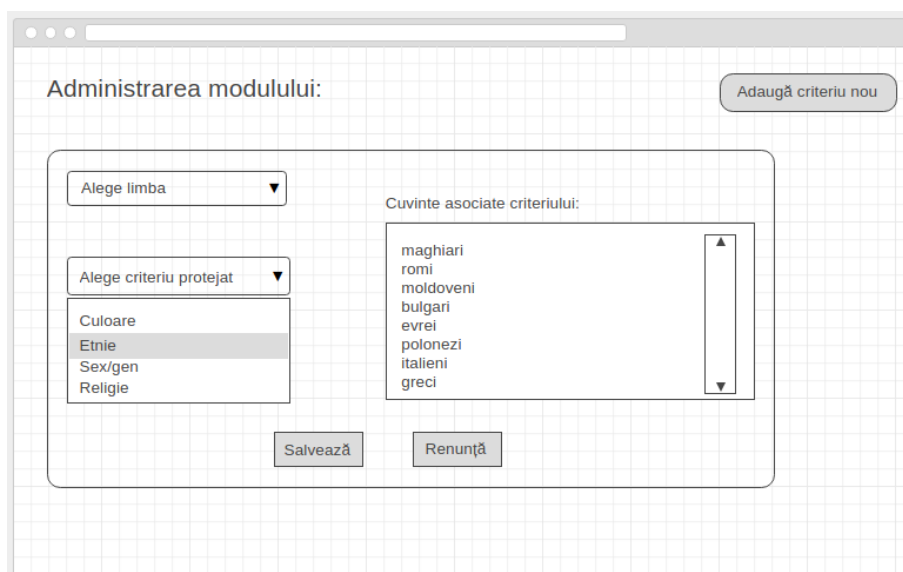 Administrarea modulului:
Adaugă criteriu nou
Alege limba
Alege criteriu protejat
Culoare
Etnie
Sex/gen
Religie
Cuvinte asociate criteriului:
maghiari
romi
moldoveni
bulgari
evrei
polonezi
italieni
greci
Salvează
Renunţă